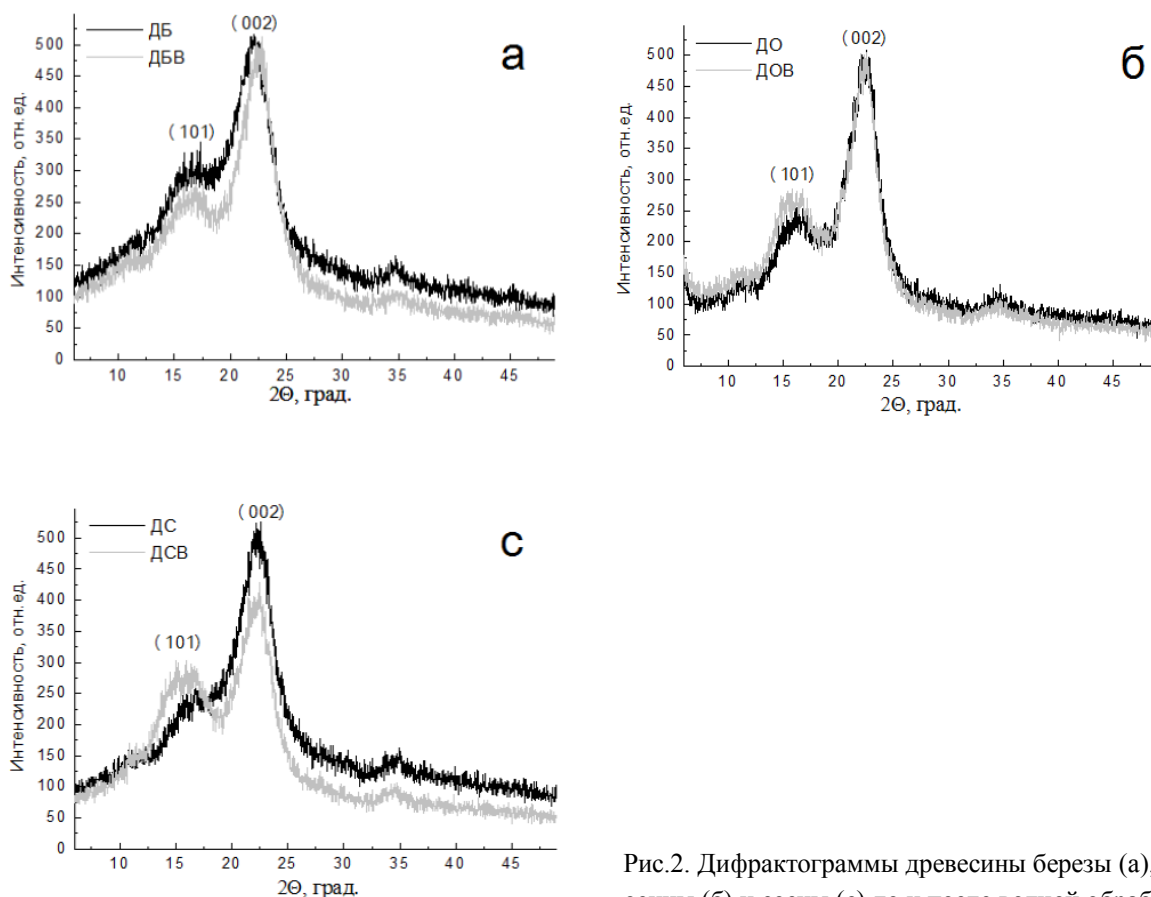 (002)
ДБ
ДБВ
а
(101)
Интенсивность, отн.ед.
500
450
400
350
300
250
200
150
100
50
0
10 15 20 25 30 35 40 45
2Θ, град.
(002)
ДО
ДОВ
б
(101)
Интенсивность, отн.ед.
500
450
400
350
300
250
200
150
100
50
0
10 15 20 25 30 35 40 45
2Θ, град.
(002)
ДС
ДСВ
с
(101)
Интенсивность, отн.ед.
500
450
400
350
300
250
200
150
100
50
0
10 15 20 25 30 35 40 45
2Θ, град.
Рис.2. Дифрактограммы древесины березы (а),